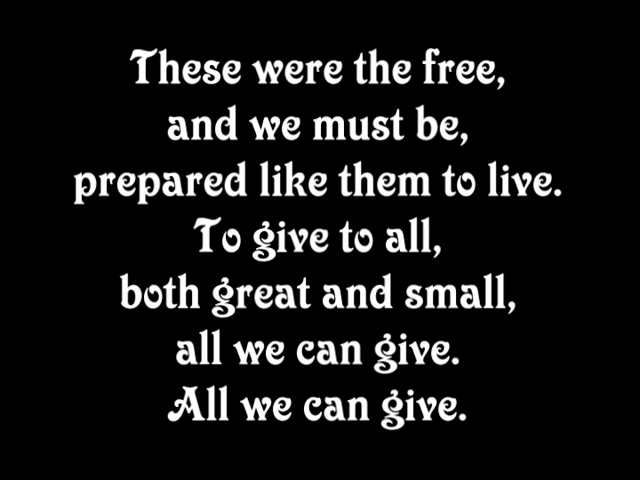 These were the free,
and we must be,
prepared like them to live.
To give to all,
both great and small,
all we can give.
All we can give.